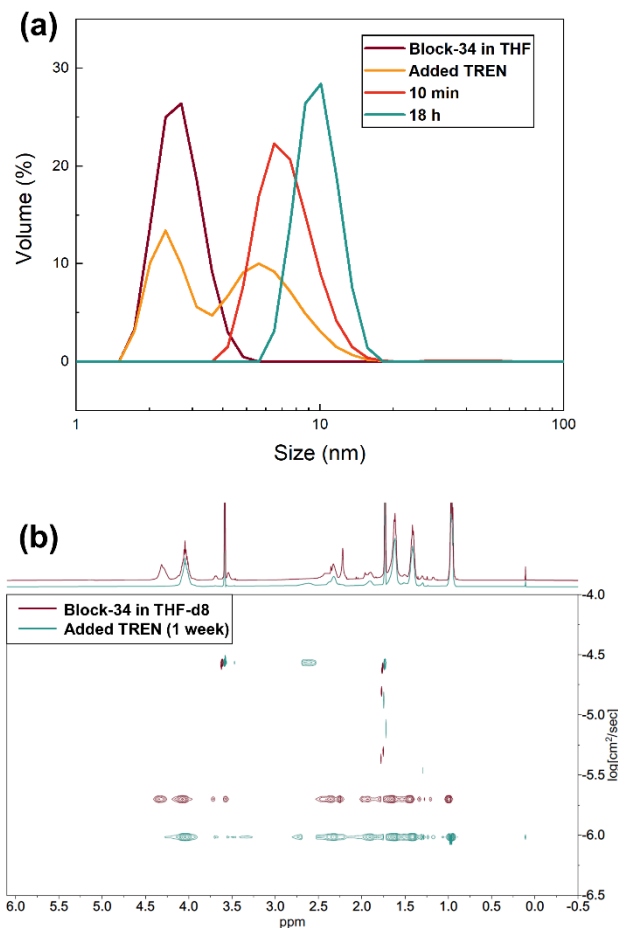 (a)
Block-34 in THF
Added TREN
10 min
18 h
Volume (%)
30
20
10
0
1
10
100
Size (nm)
(b)
Block-34 in THF-d8
Added TREN (1 week)
-4.0
-4.5
-5.0
-5.5
-6.0
-6.5
log[cm²/sec)
6.0 5.5 5.0 4.5 4.0 3.5 3.0 2.5 2.0 1.5 1.0 0.5 0.0 -0.5
ppm